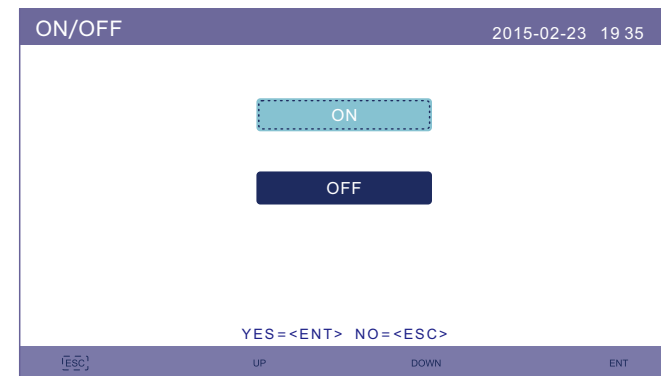 ON/OFF 2015-02-23 19 35
ON
OFF
YES=<ENT> NO=<ESC>
ESC UP DOWN ENT